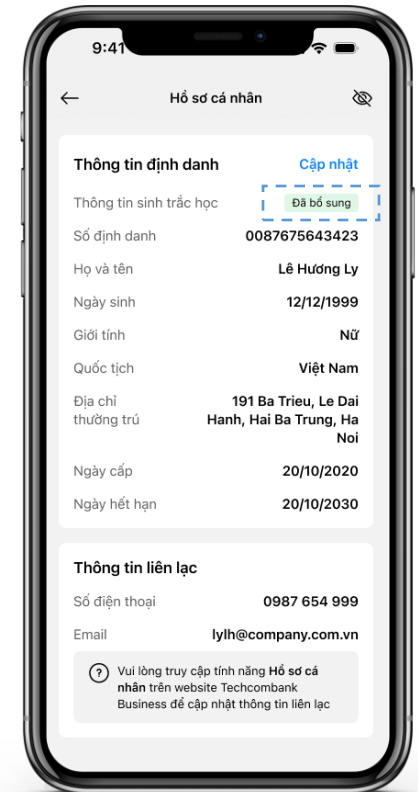 9:41
Hồ sơ cá nhân
Thông tin định danh Cập nhật
Thông tin sinh trắc học Đã bổ sung
Số định danh 0087675643423
Họ và tên Lê Hương Ly
Ngày sinh 12/12/1999
Giới tính Nữ
Quốc tịch Việt Nam
Địa chỉ thường trú 191 Ba Trieu, Le Dai
Hanh, Hai Ba Trung, Ha
Noi
Ngày cấp 20/10/2020
Ngày hết hạn 20/10/2030
Thông tin liên lạc
Số điện thoại 0987 654 999
Email lylh@company.com.vn
Vui lòng truy cập tính năng Hồ sơ cá
nhân trên website Techcombank
Business để cập nhật thông tin liên lạc